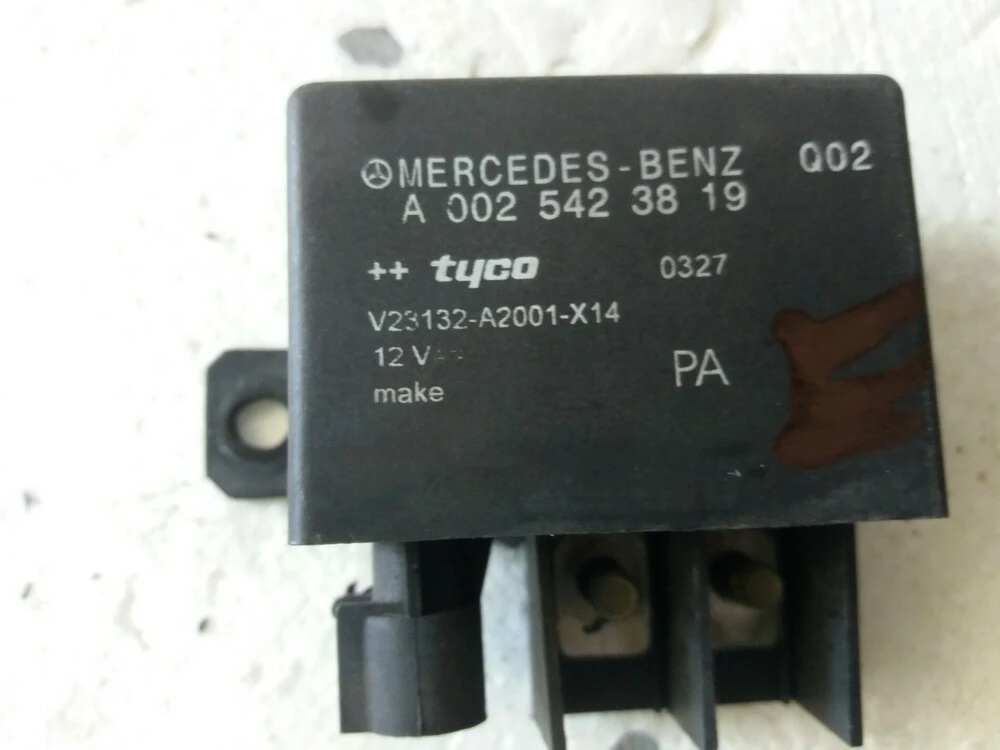 MERCEDES-BENZ Q02
A 002 542 38 19
++ tyco 0327
V23132-A2001-X14
12 V
PA
make